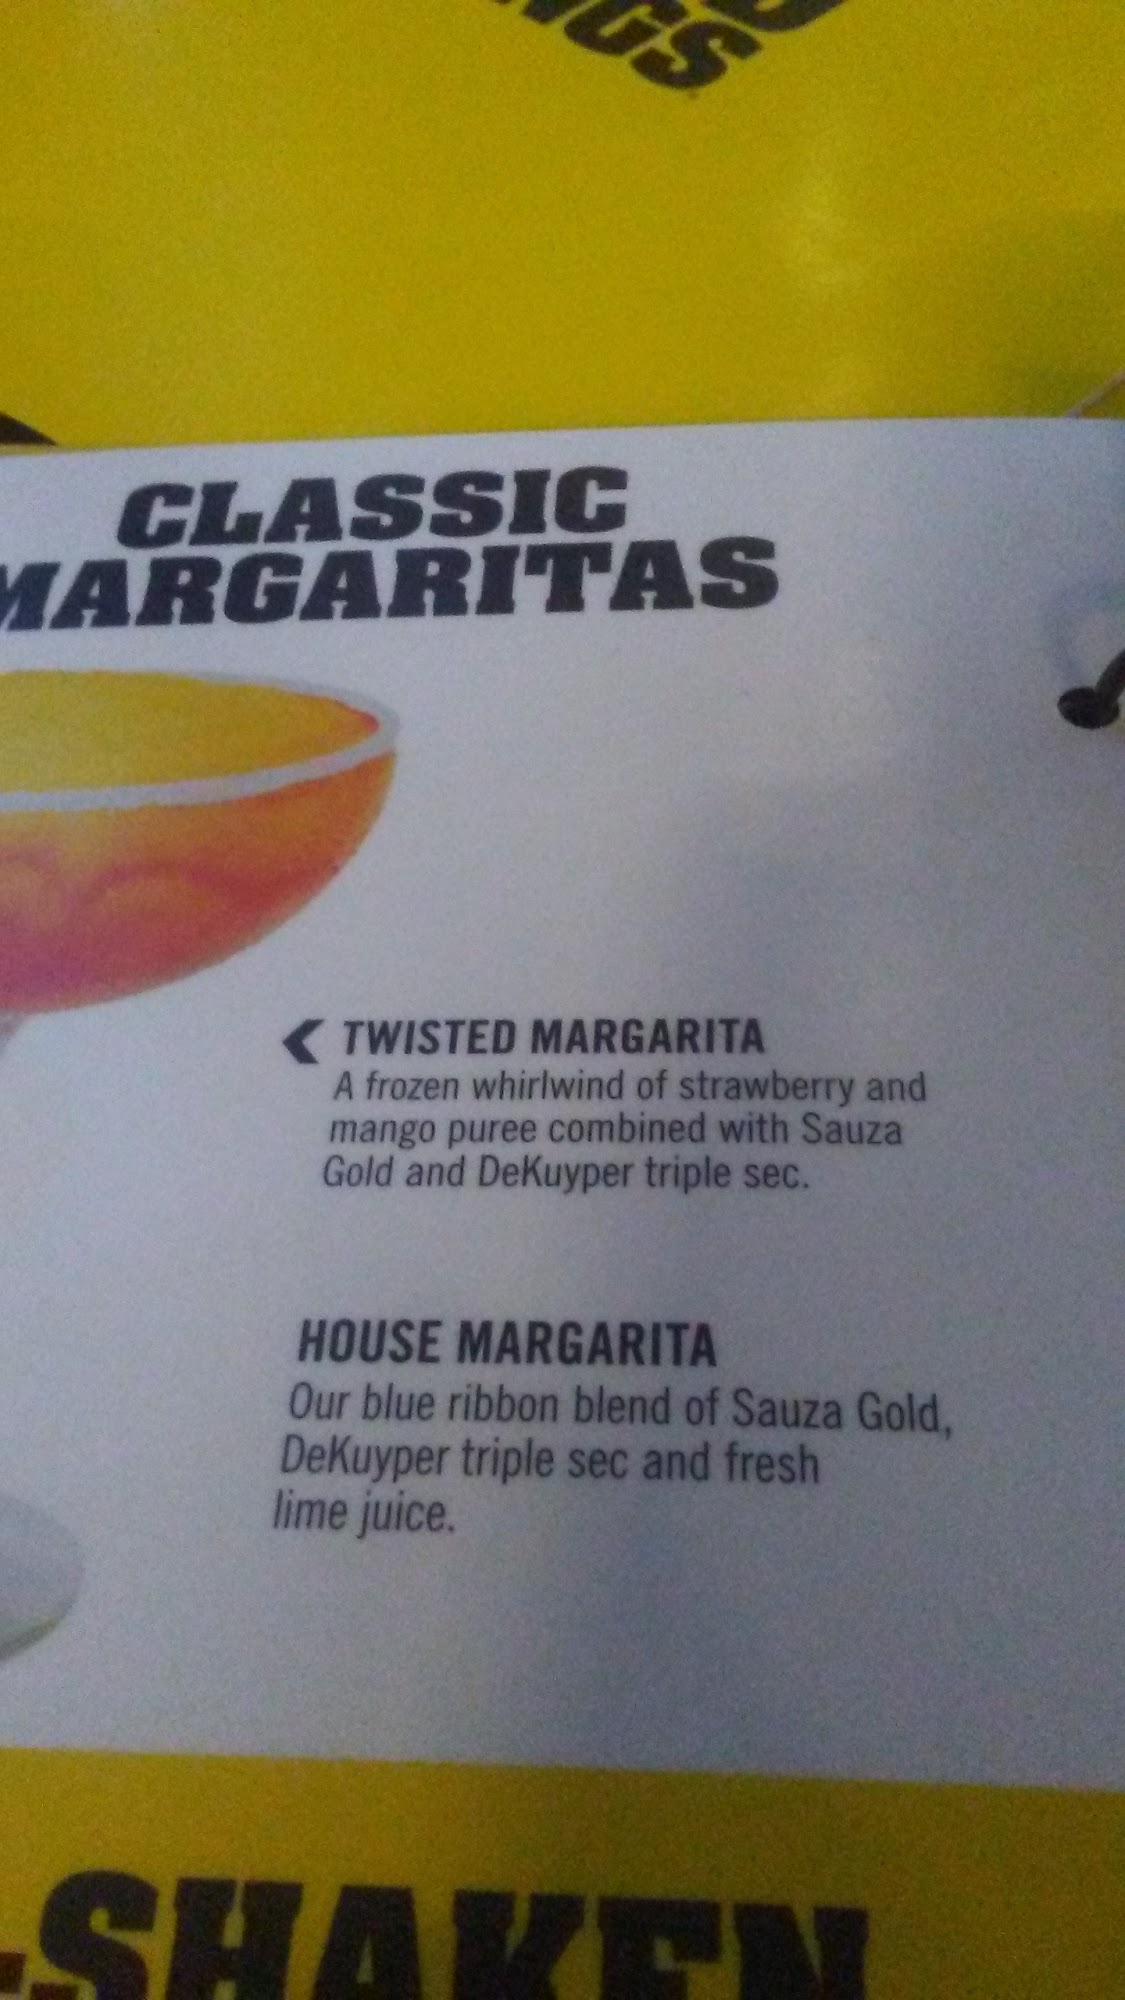 CLASSIC
MARGARITAS
TWISTED MARGARITA
A frozen whirlwind of strawberry and
mango puree combined with Sauza
Gold and DeKuyper triple sec.
HOUSE MARGARITA
Our blue ribbon blend of Sauza Gold,
DeKuyper triple sec and fresh
lime juice.
-SHAKEN